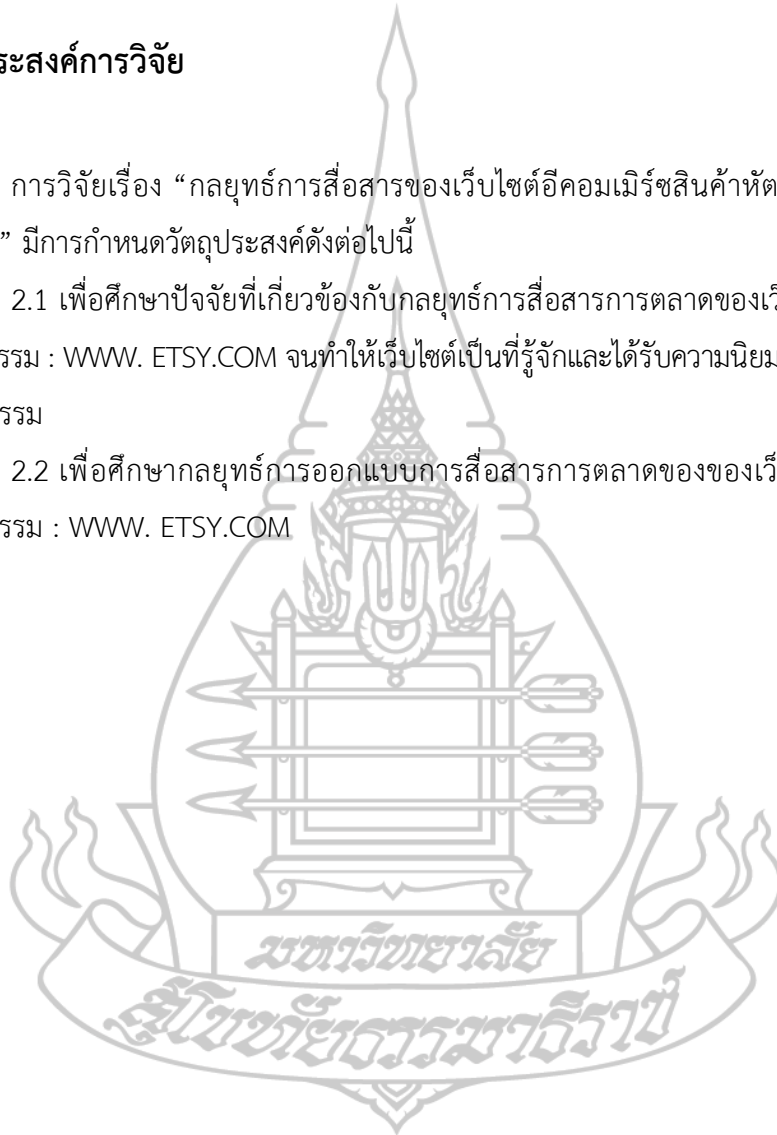 ระสงค์การวิจัย
การวิจัยเรื่อง “กลยุทธ์การสื่อสารของเว็บไซต์อีคอมเมิร์ซสินค้าหัต
” มีการกำหนดวัตถุประสงค์ดังต่อไปนี้
2.1 เพื่อศึกษาปัจจัยที่เกี่ยวข้องกับกลยุทธ์การสื่อสารการตลาดของเว็
รรม : WWW. ETSY.COM จนทำให้เว็บไซต์เป็นที่รู้จักและได้รับความนิยม
รรม
2.2 เพื่อศึกษากลยุทธ์การออกแบบการสื่อสารการตลาดของของเว็
รรม : WWW. ETSY.COM
มหาวิทยาลัย
สุโขทัยธรรมาธิราช